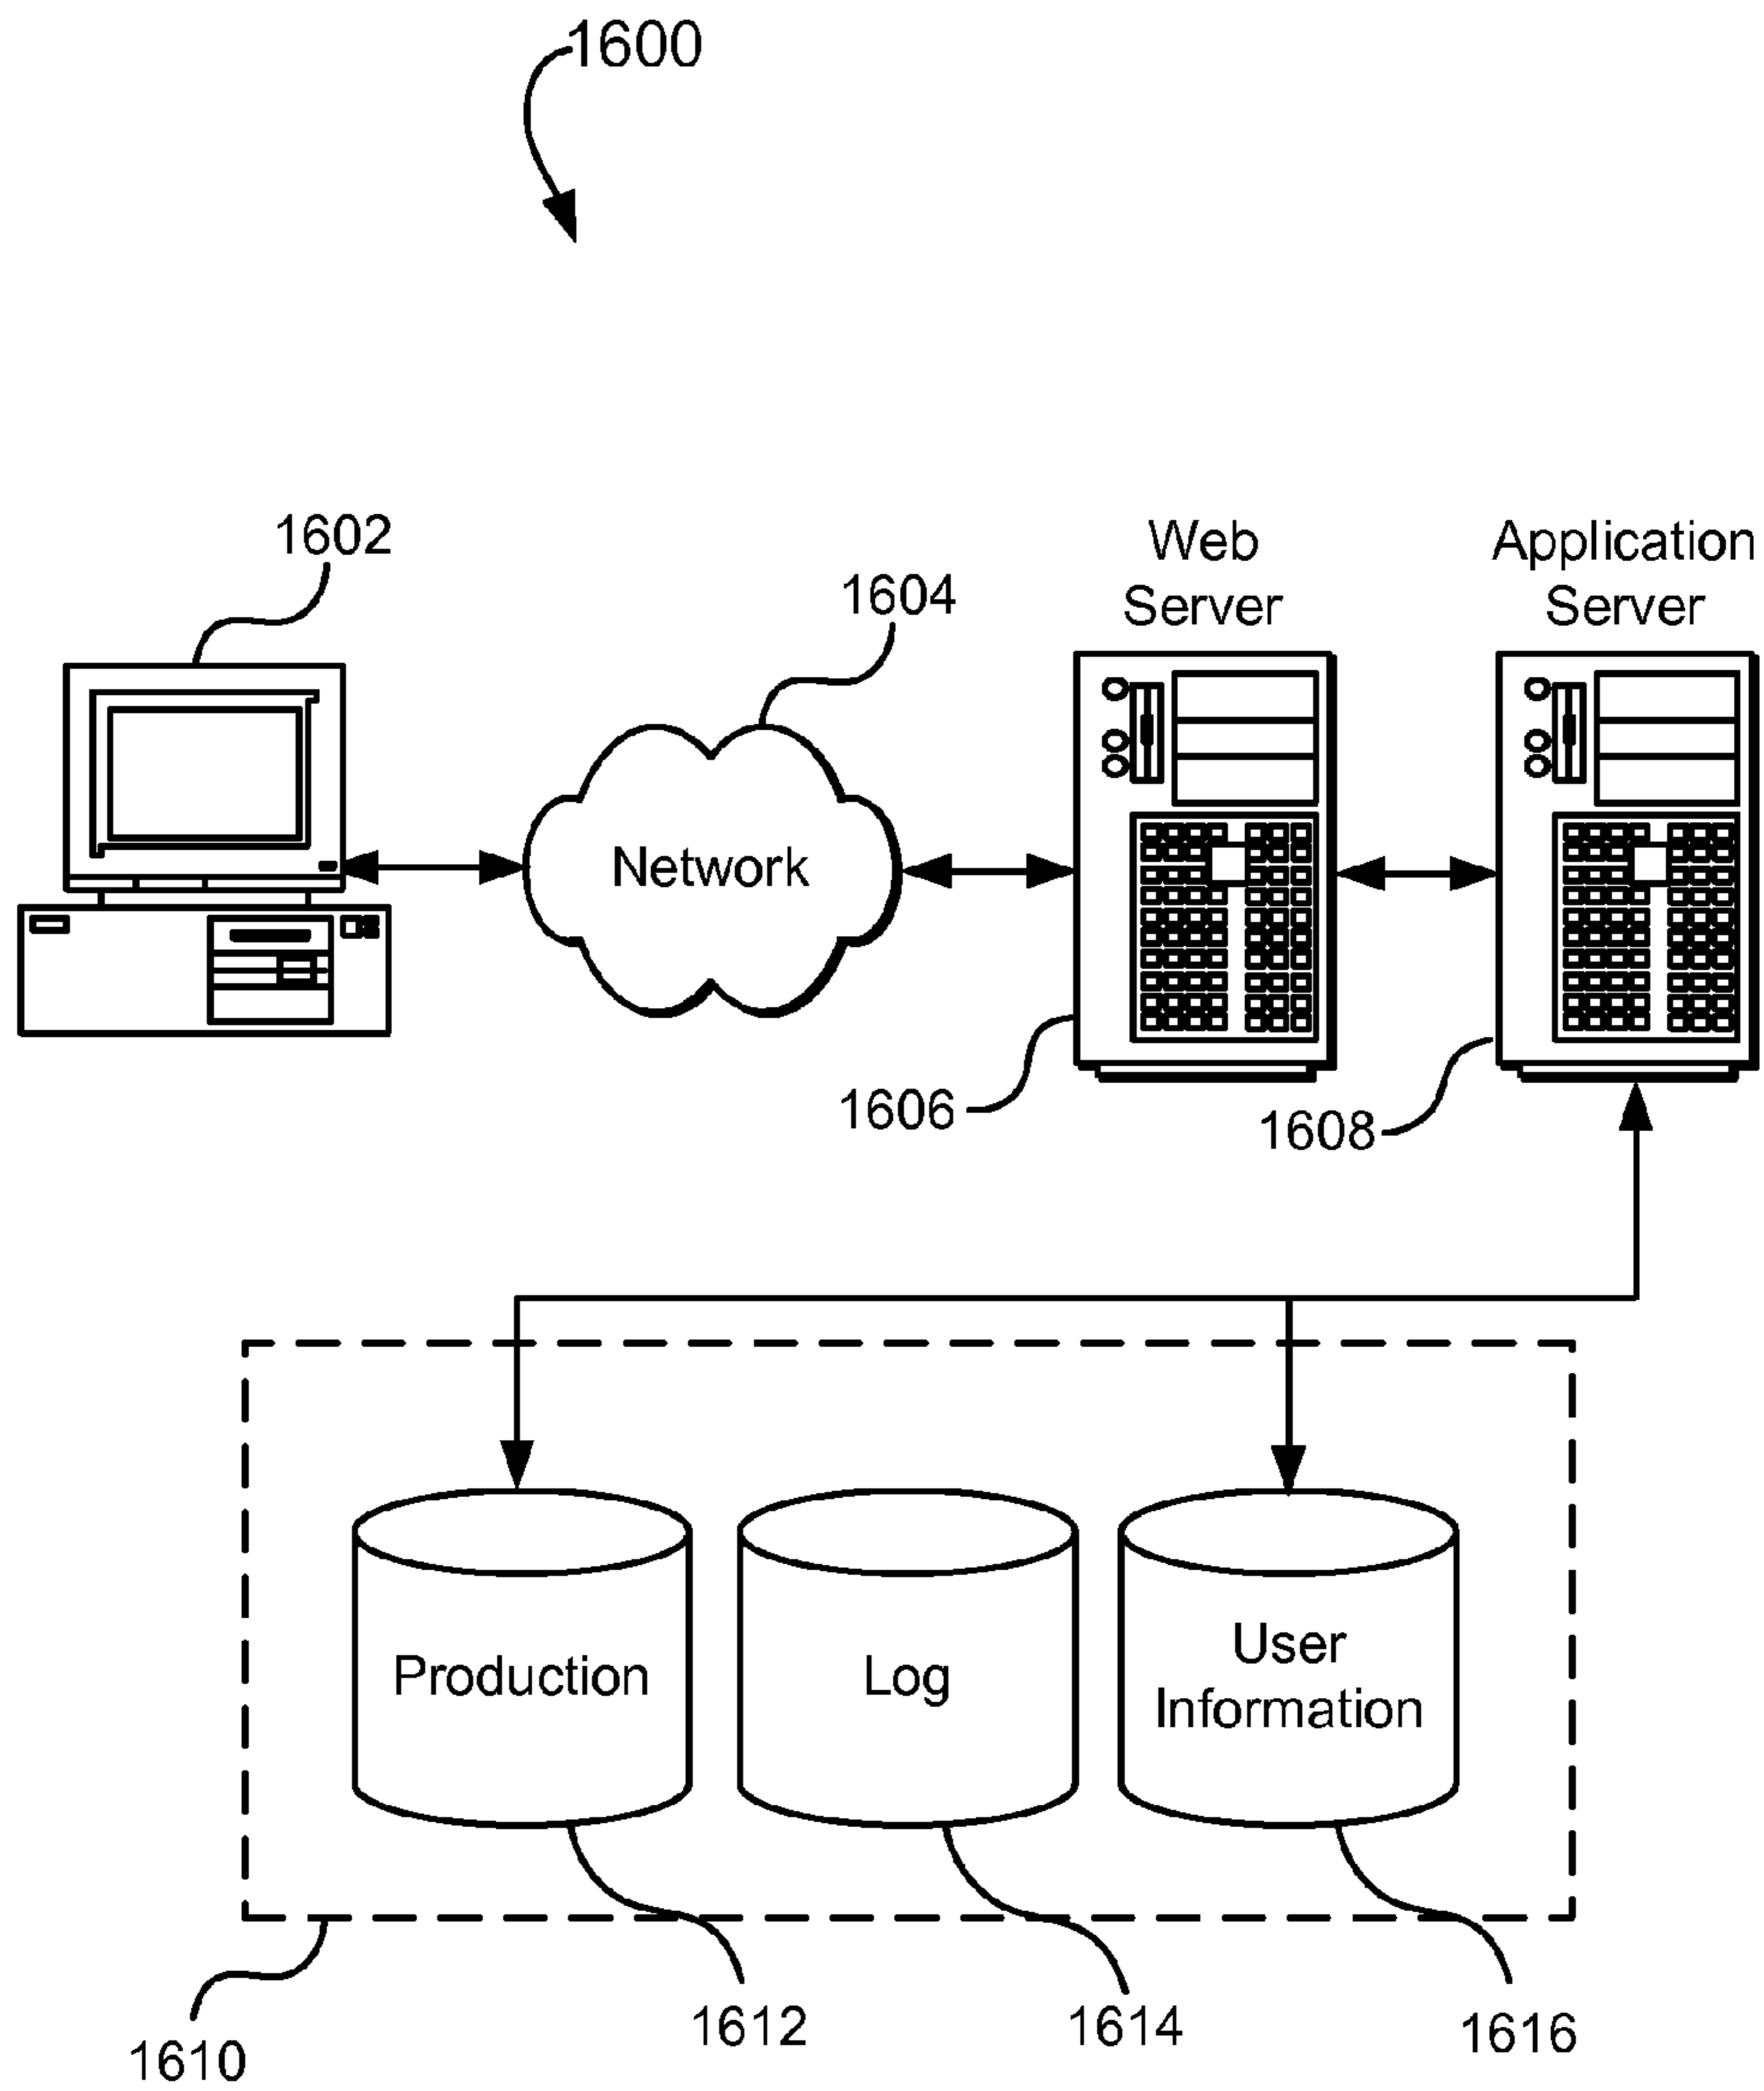 1600
1602
1604
Web
Server
Application
Server
Network
1606
1608
Production
Log
User
Information
1610
1612
1614
1616